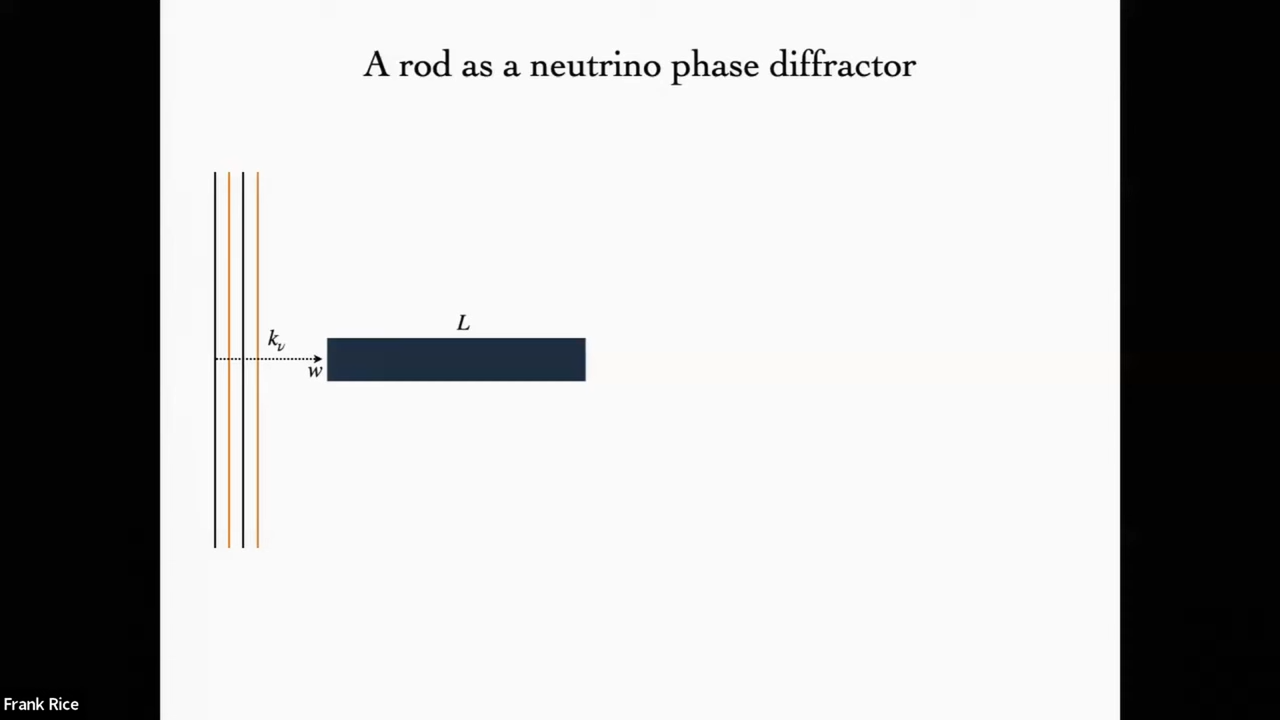 A rod as a neutrino phase diffractor
L
kν
w
Frank Rice